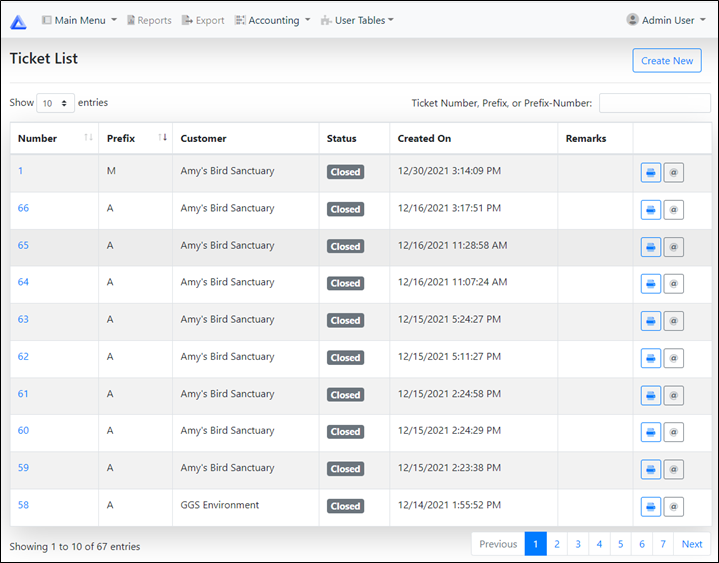 Main Menu Reports Export Accounting User Tables Admin User
Ticket List Create New
Show 10 entries Ticket Number, Prefix, or Prefix-Number:
Number Prefix Customer Status Created On Remarks
1 M Amy's Bird Sanctuary Closed 12/30/2021 3:14:09 PM @
66 A Amy's Bird Sanctuary Closed 12/16/2021 3:17:51 PM @
65 A Amy's Bird Sanctuary Closed 12/16/2021 11:28:58 AM @
64 A Amy's Bird Sanctuary Closed 12/16/2021 11:07:24 AM @
63 A Amy's Bird Sanctuary Closed 12/15/2021 5:24:27 PM @
62 A Amy's Bird Sanctuary Closed 12/15/2021 5:11:27 PM @
61 A Amy's Bird Sanctuary Closed 12/15/2021 2:24:58 PM @
60 A Amy's Bird Sanctuary Closed 12/15/2021 2:24:29 PM @
59 A Amy's Bird Sanctuary Closed 12/15/2021 2:23:38 PM @
58 A GGS Environment Closed 12/14/2021 1:55:52 PM @
Showing 1 to 10 of 67 entries Previous 1 2 3 4 5 6 7 Next